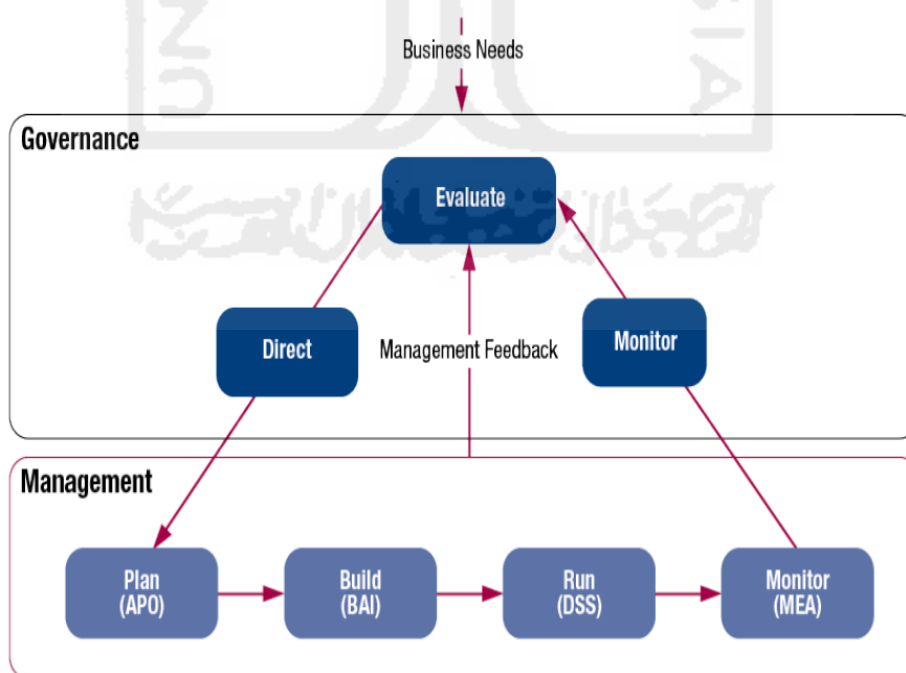 Business Needs
Governance
Evaluate
Direct
Management Feedback
Monitor
Management
Plan
(APO)
Build
(BAI)
Run
(DSS)
Monitor
(MEA)